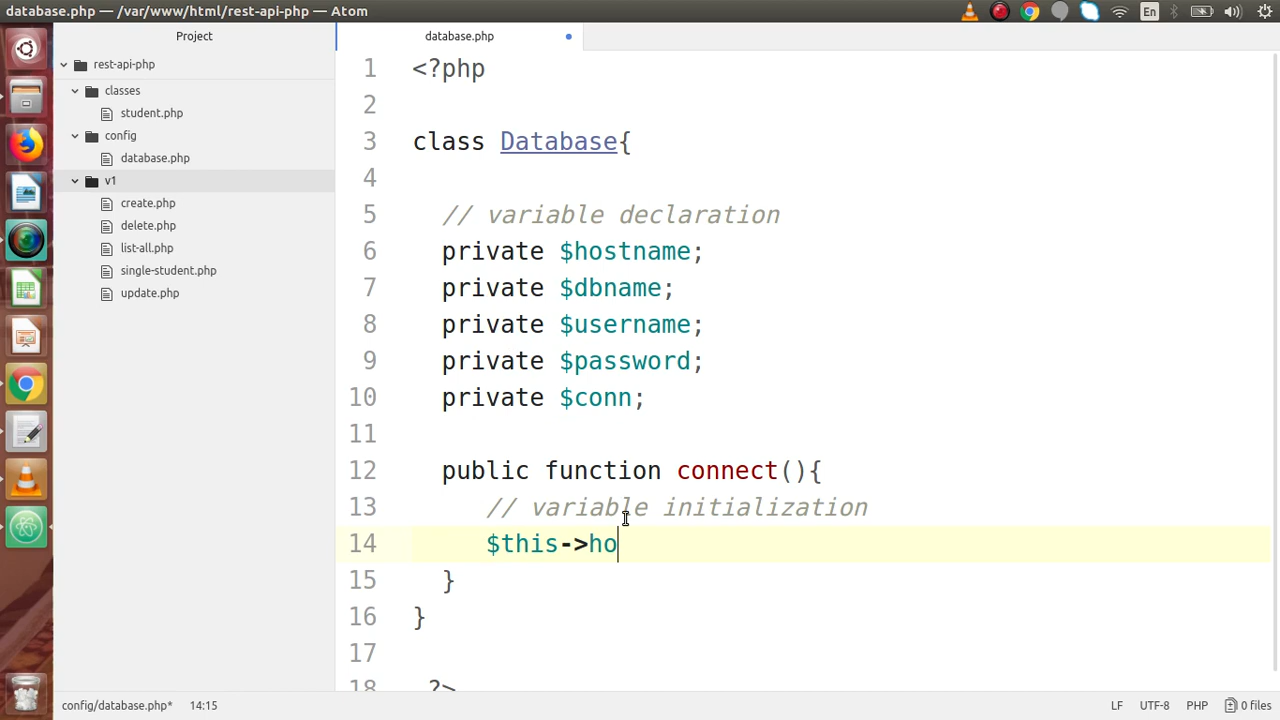 database.php — /var/www/html/rest-api-php — Atom
En
Project
rest-api-php
classes
student.php
config
database.php
v1
create.php
delete.php
list-all.php
single-student.php
update.php
database.php
1 <?php
2
3 class Database{
4
5 // variable declaration
6 private $hostname;
7 private $dbname;
8 private $username;
9 private $password;
10 private $conn;
11
12 public function connect(){
13 // variable initialization
14 $this->ho
15 }
16 }
17
18 ?>
config/database.php* 14:15 LF UTF-8 PHP 0 files